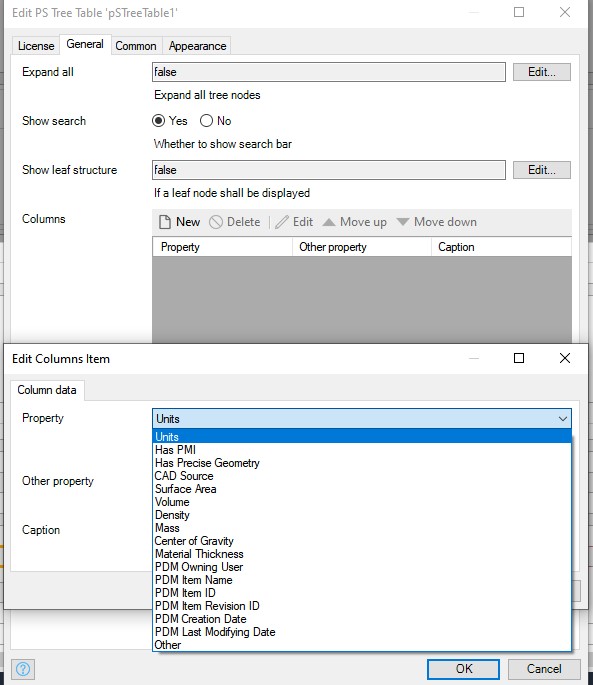 Edit PS Tree Table 'pSTreeTable1'
License General Common Appearance
Expand all false Edit...
Expand all tree nodes
Show search Yes No
Whether to show search bar
Show leaf structure false Edit...
If a leaf node shall be displayed
Columns New Delete Edit Move up Move down
Property Other property Caption
Edit Columns Item
Column data
Property Units
Units
Has PMI
Has Precise Geometry
Other property
CAD Source
Surface Area
Volume
Density
Caption
Mass
Center of Gravity
Material Thickness
PDM Owning User
PDM Item Name
PDM Item ID
PDM Item Revision ID
PDM Creation Date
PDM Last Modifying Date
Other
? OK Cancel